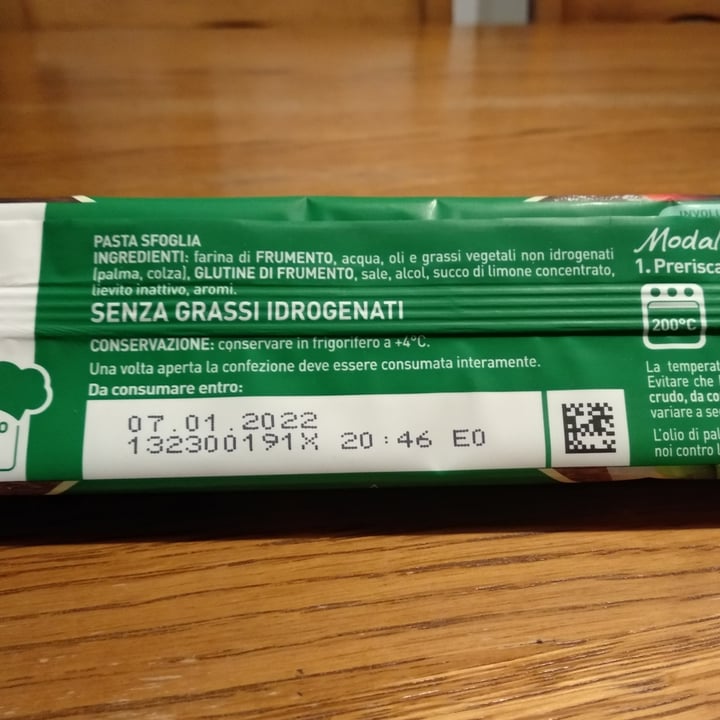 PASTA SFOGLIA
INGREDIENTI: farina di FRUMENTO, acqua, oli e grassi vegetali non idrogenati
(palma, colza), GLUTINE DI FRUMENTO, sale, alcol, succo di limone concentrato,
lievito inattivo, aromi.
SENZA GRASSI IDROGENATI
CONSERVAZIONE: conservare in frigorifero a +4°C.
Una volta aperta la confezione deve essere consumata interamente.
Da consumare entro:
07.01.2022
132300191X 20:46 E0
Modal
1. Prerisca
200°C
La temperat
Evitare che
crudo, da co
variare a se
L'olio di pal
noi contro l